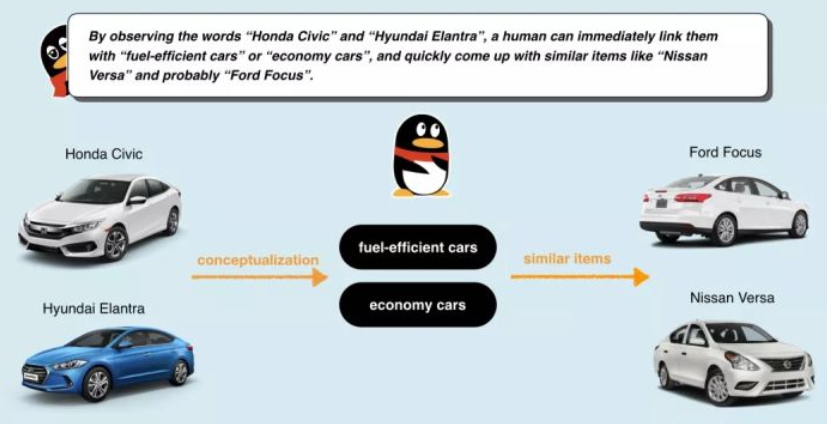 By observing the words “Honda Civic” and “Hyundai Elantra”, a human can immediately link them
with “fuel-efficient cars” or “economy cars”, and quickly come up with similar items like “Nissan
Versa” and probably “Ford Focus”.
Honda Civic
Ford Focus
fuel-efficient cars
conceptualization
similar items
economy cars
Hyundai Elantra
Nissan Versa